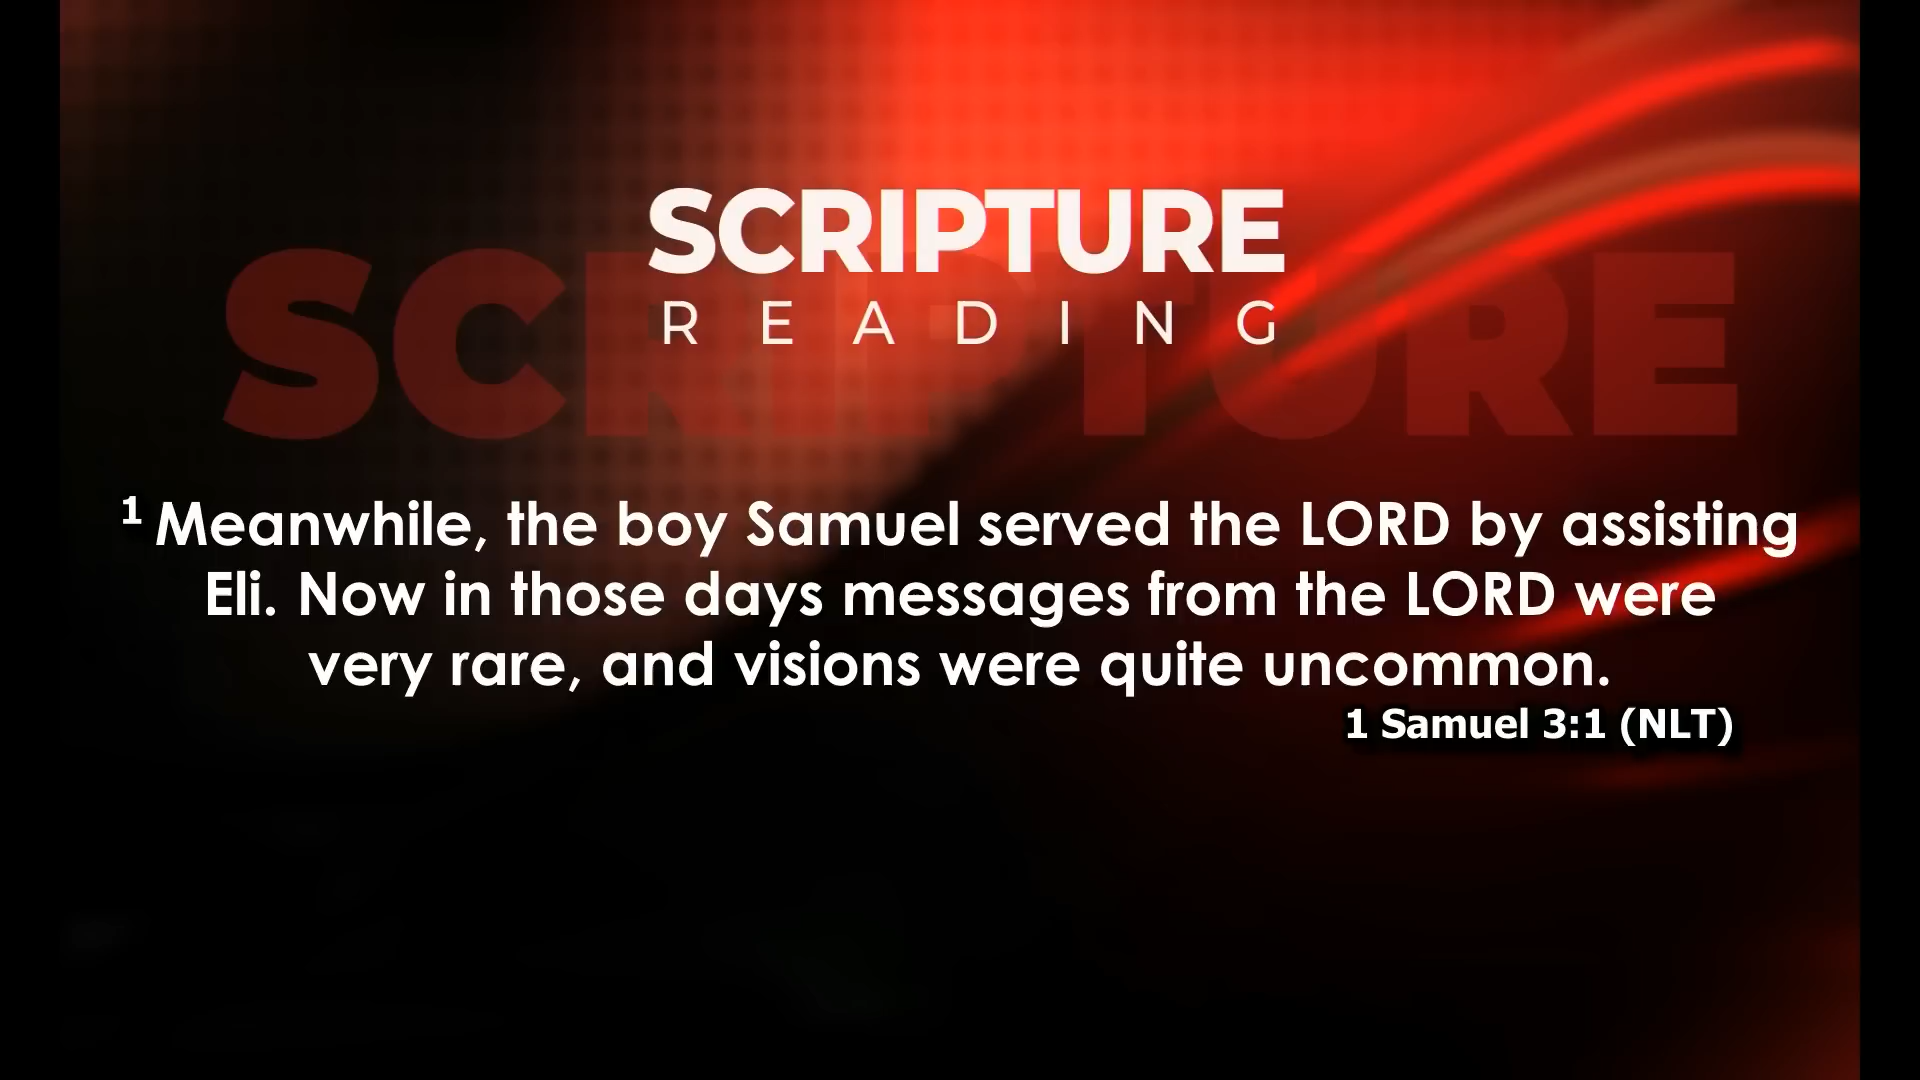 SCRIPTURE
SCRIPTURE
READING
1 Meanwhile, the boy Samuel served the LORD by assisting
Eli. Now in those days messages from the LORD were
very rare, and visions were quite uncommon.
1 Samuel 3:1 (NLT)